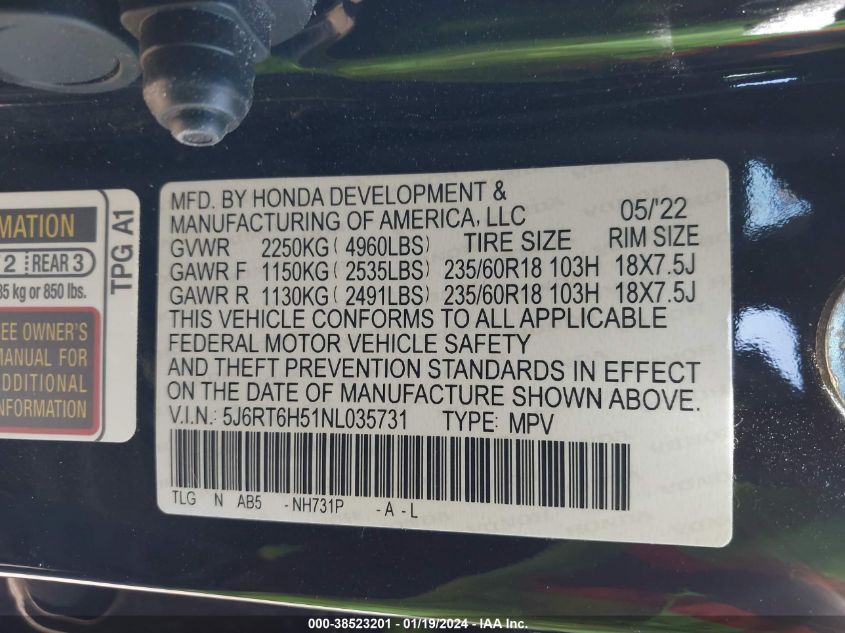 MATION
2 REAR 3
35 kg or 850 lbs.
EE OWNER'S
MANUAL FOR
ADDITIONAL
INFORMATION
TPG A1
MFD. BY HONDA DEVELOPMENT &
MANUFACTURING OF AMERICA, LLC 05/'22
GVWR 2250KG ( 4960LBS) TIRE SIZE RIM SIZE
GAWR F 1150KG ( 2535LBS) 235/60R18 103H 18X7.5J
GAWR R 1130KG ( 2491LBS) 235/60R18 103H 18X7.5J
THIS VEHICLE CONFORMS TO ALL APPLICABLE
FEDERAL MOTOR VEHICLE SAFETY
AND THEFT PREVENTION STANDARDS IN EFFECT
ON THE DATE OF MANUFACTURE SHOWN ABOVE.
V.I.N.: 5J6RT6H51NL035731 TYPE: MPV
TLG N AB5 -NH731P - A - L
000-38523201 - 01/19/2024 - IAA Inc.